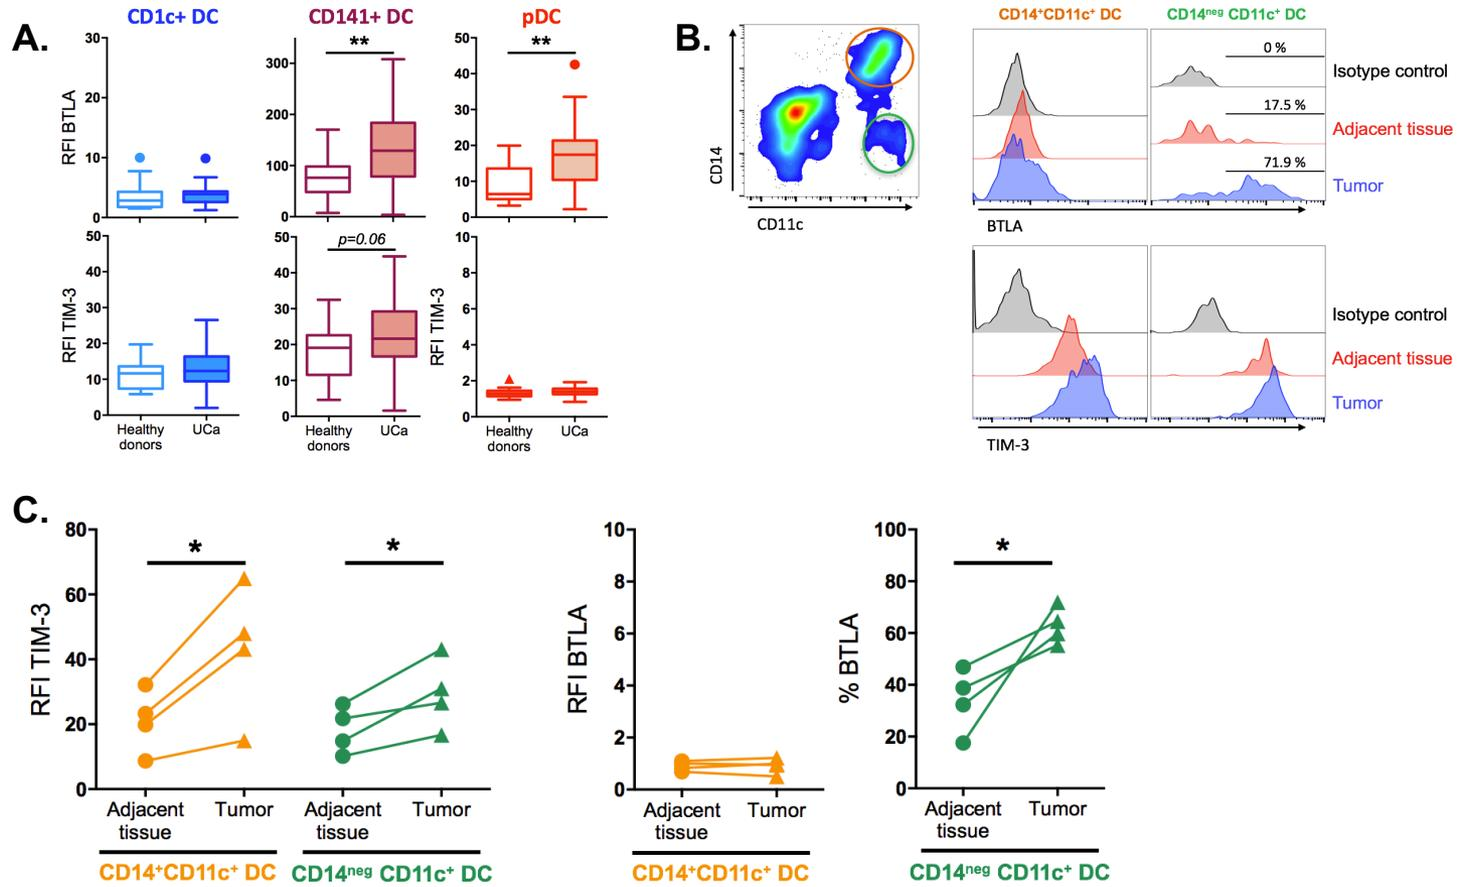 A.
CD1c+ DC
CD141+ DC
pDC
RFI BTLA
30
20
10
0
**
300
200
100
0
**
50
40
30
20
10
0
RFI TIM-3
50
40
30
20
10
0
p=0.06
50
40
30
20
10
0
RFI TIM-3
10
8
6
4
2
0
Healthy donors
UCa
Healthy donors
UCa
Healthy donors
UCa
B.
CD14
CD11c
CD14⁺CD11c⁺ DC
CD14ⁿᵉᵍ CD11c⁺ DC
0 %
Isotype control
17.5 %
Adjacent tissue
71.9 %
Tumor
BTLA
Isotype control
Adjacent tissue
Tumor
TIM-3
C.
RFI TIM-3
80
60
40
20
0
*
*
Adjacent tissue
Tumor
Adjacent tissue
Tumor
CD14⁺CD11c⁺ DC
CD14ⁿᵉᵍ CD11c⁺ DC
RFI BTLA
10
8
6
4
2
0
Adjacent tissue
Tumor
CD14⁺CD11c⁺ DC
% BTLA
100
80
60
40
20
0
*
Adjacent tissue
Tumor
CD14ⁿᵉᵍ CD11c⁺ DC